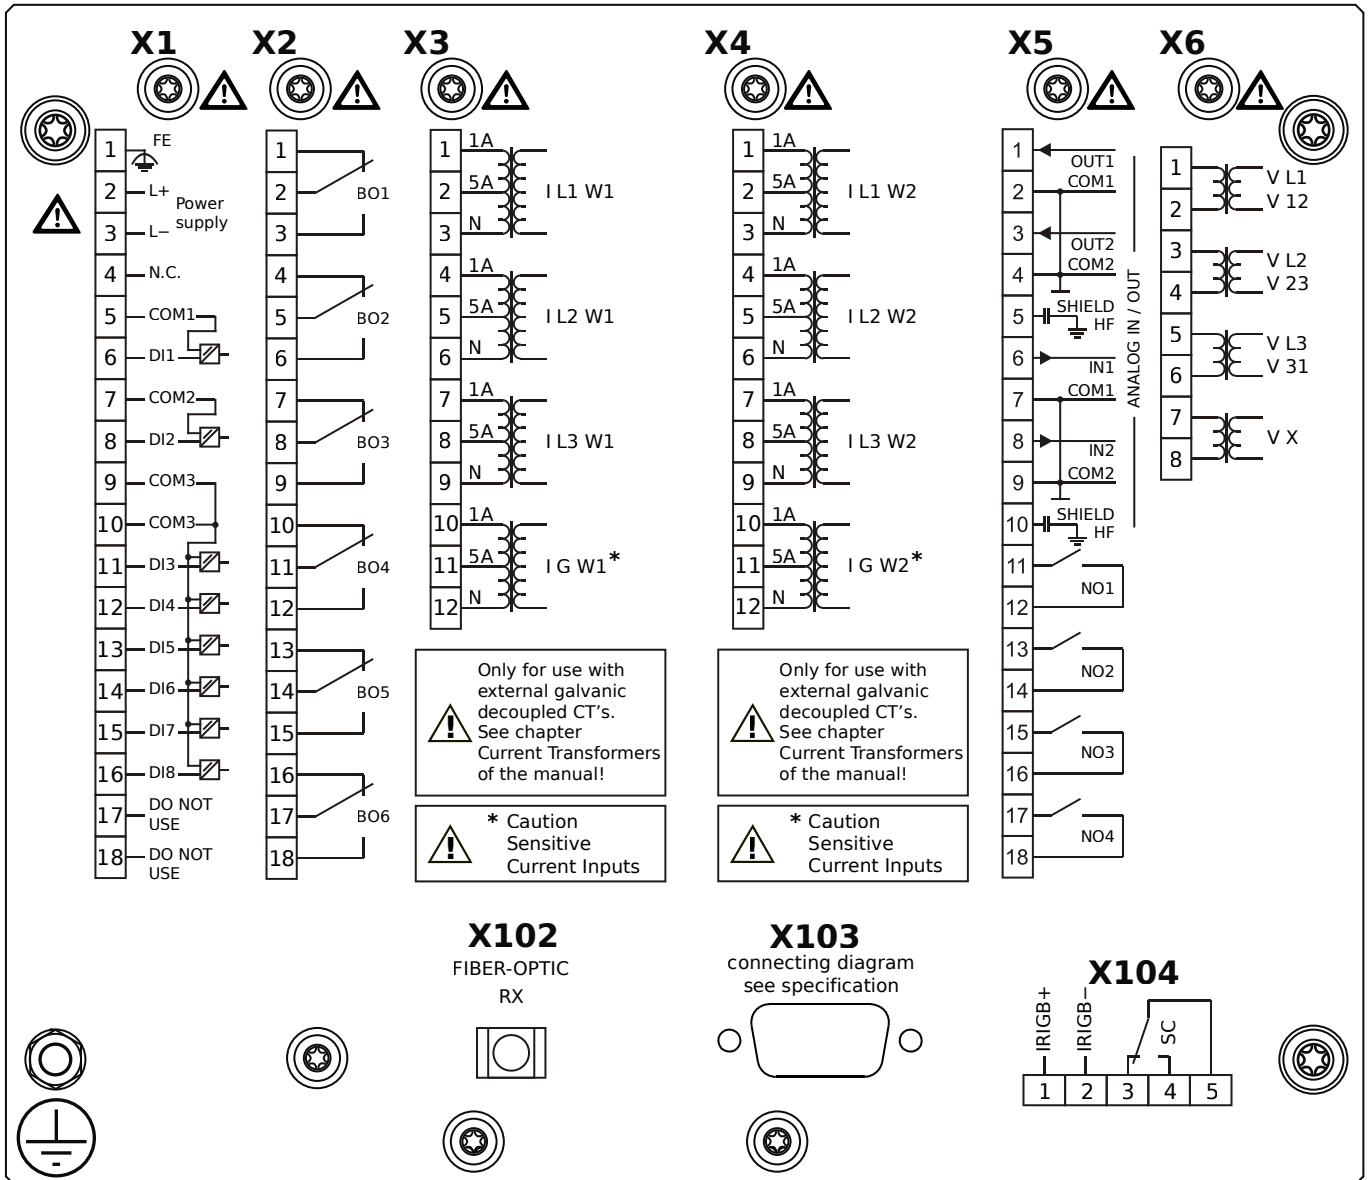 X1
X2
X3
X4
X5
X6
1
FE
2
L+
Power
supply
3
L−
4
N.C.
5
COM1
6
DI1
7
COM2
8
DI2
9
COM3
10
COM3
11
DI3
12
DI4
13
DI5
14
DI6
15
DI7
16
DI8
17
DO NOT
USE
18
DO NOT
USE
1
2
BO1
3
4
5
BO2
6
7
8
BO3
9
10
11
BO4
12
13
14
BO5
15
16
17
BO6
18
1
1A
2
5A
I L1 W1
3
N
4
1A
5
5A
I L2 W1
6
N
7
1A
8
5A
I L3 W1
9
N
10
1A
11
5A
I G W1*
12
N
Only for use with
external galvanic
decoupled CT's.
See chapter
Current Transformers
of the manual!
* Caution
Sensitive
Current Inputs
1
1A
2
5A
I L1 W2
3
N
4
1A
5
5A
I L2 W2
6
N
7
1A
8
5A
I L3 W2
9
N
10
1A
11
5A
I G W2*
12
N
Only for use with
external galvanic
decoupled CT's.
See chapter
Current Transformers
of the manual!
* Caution
Sensitive
Current Inputs
1
OUT1
2
COM1
3
OUT2
4
COM2
5
SHIELD
HF
6
IN1
7
COM1
8
IN2
9
COM2
10
SHIELD
HF
ANALOG IN / OUT
11
NO1
12
13
NO2
14
15
NO3
16
17
NO4
18
1
V L1
V 12
2
3
V L2
V 23
4
5
V L3
V 31
6
7
V X
8
X102
FIBER-OPTIC
RX
X103
connecting diagram
see specification
X104
IRIGB+
IRIGB−
SC
1
2
3
4
5